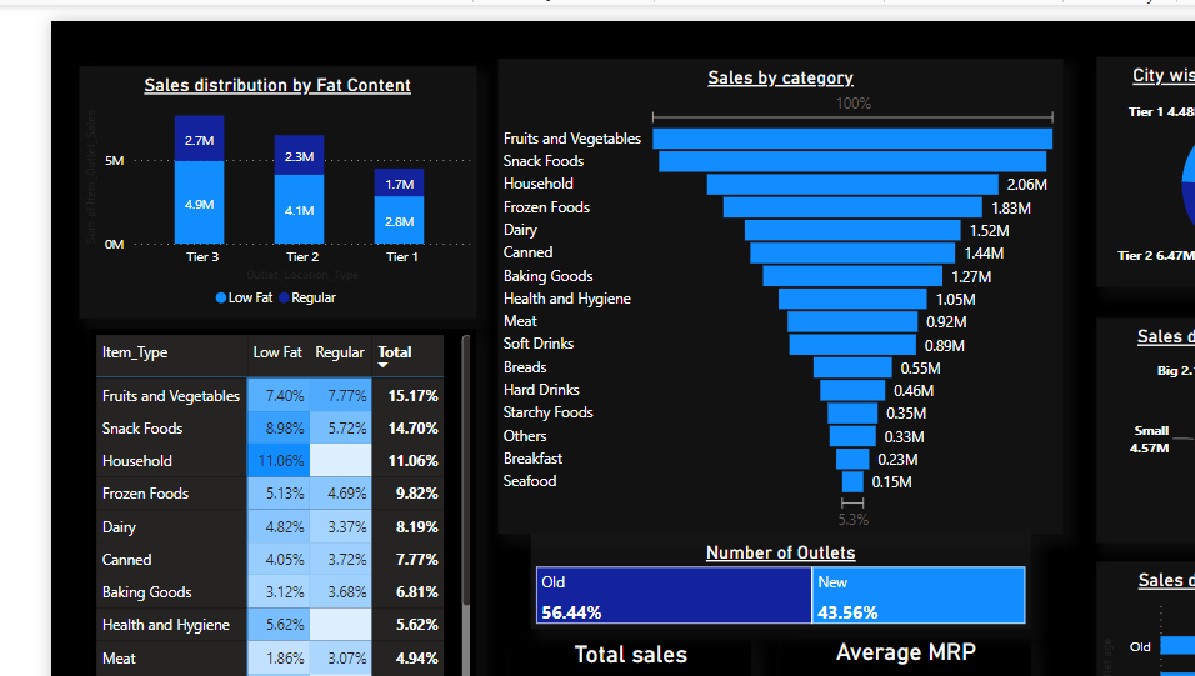 Sales distribution by Fat Content
Sum of Item_Outlet_Sales
5M
0M
2.7M
4.9M
2.3M
4.1M
1.7M
2.8M
Tier 3
Tier 2
Tier 1
Outlet_Location_Type
Low Fat
Regular
Item_Type Low Fat Regular Total
Fruits and Vegetables 7.40% 7.77% 15.17%
Snack Foods 8.98% 5.72% 14.70%
Household 11.06% 11.06%
Frozen Foods 5.13% 4.69% 9.82%
Dairy 4.82% 3.37% 8.19%
Canned 4.05% 3.72% 7.77%
Baking Goods 3.12% 3.68% 6.81%
Health and Hygiene 5.62% 5.62%
Meat 1.86% 3.07% 4.94%
Sales by category
100%
Fruits and Vegetables
Snack Foods
Household 2.06M
Frozen Foods 1.83M
Dairy 1.52M
Canned 1.44M
Baking Goods 1.27M
Health and Hygiene 1.05M
Meat 0.92M
Soft Drinks 0.89M
Breads 0.55M
Hard Drinks 0.46M
Starchy Foods 0.35M
Others 0.33M
Breakfast 0.23M
Seafood 0.15M
5.3%
Number of Outlets
Old
56.44%
New
43.56%
Total sales
Average MRP
City wis
Tier 1 4.48
Tier 2 6.47M
Sales d
Big 2.
Small
4.57M
Sales d
Old